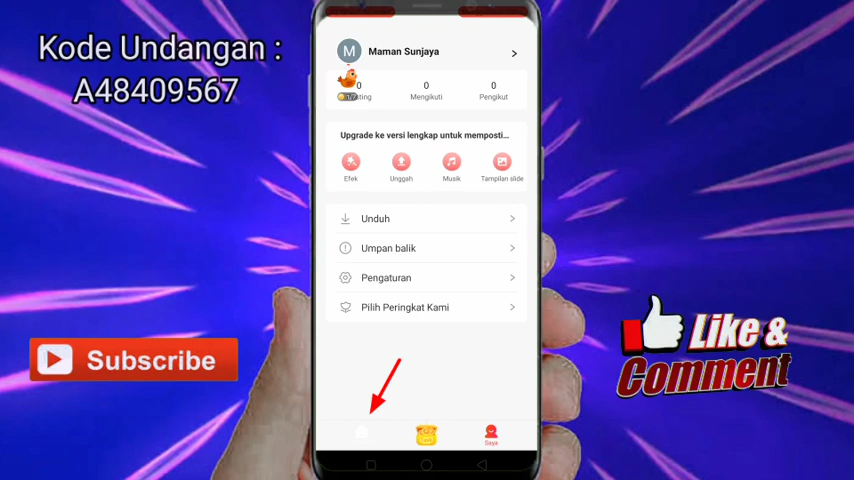 Kode Undangan :
A48409567
M
Maman Sunjaya
0
0
0
Mengikuti
Pengikut
Upgrade ke versi lengkap untuk memposti...
Efek
Unggah
Musik
Tampilan slide
Unduh
Umpan balik
Pengaturan
Pilih Peringkat Kami
Saya
Subscribe
Like &
Comment